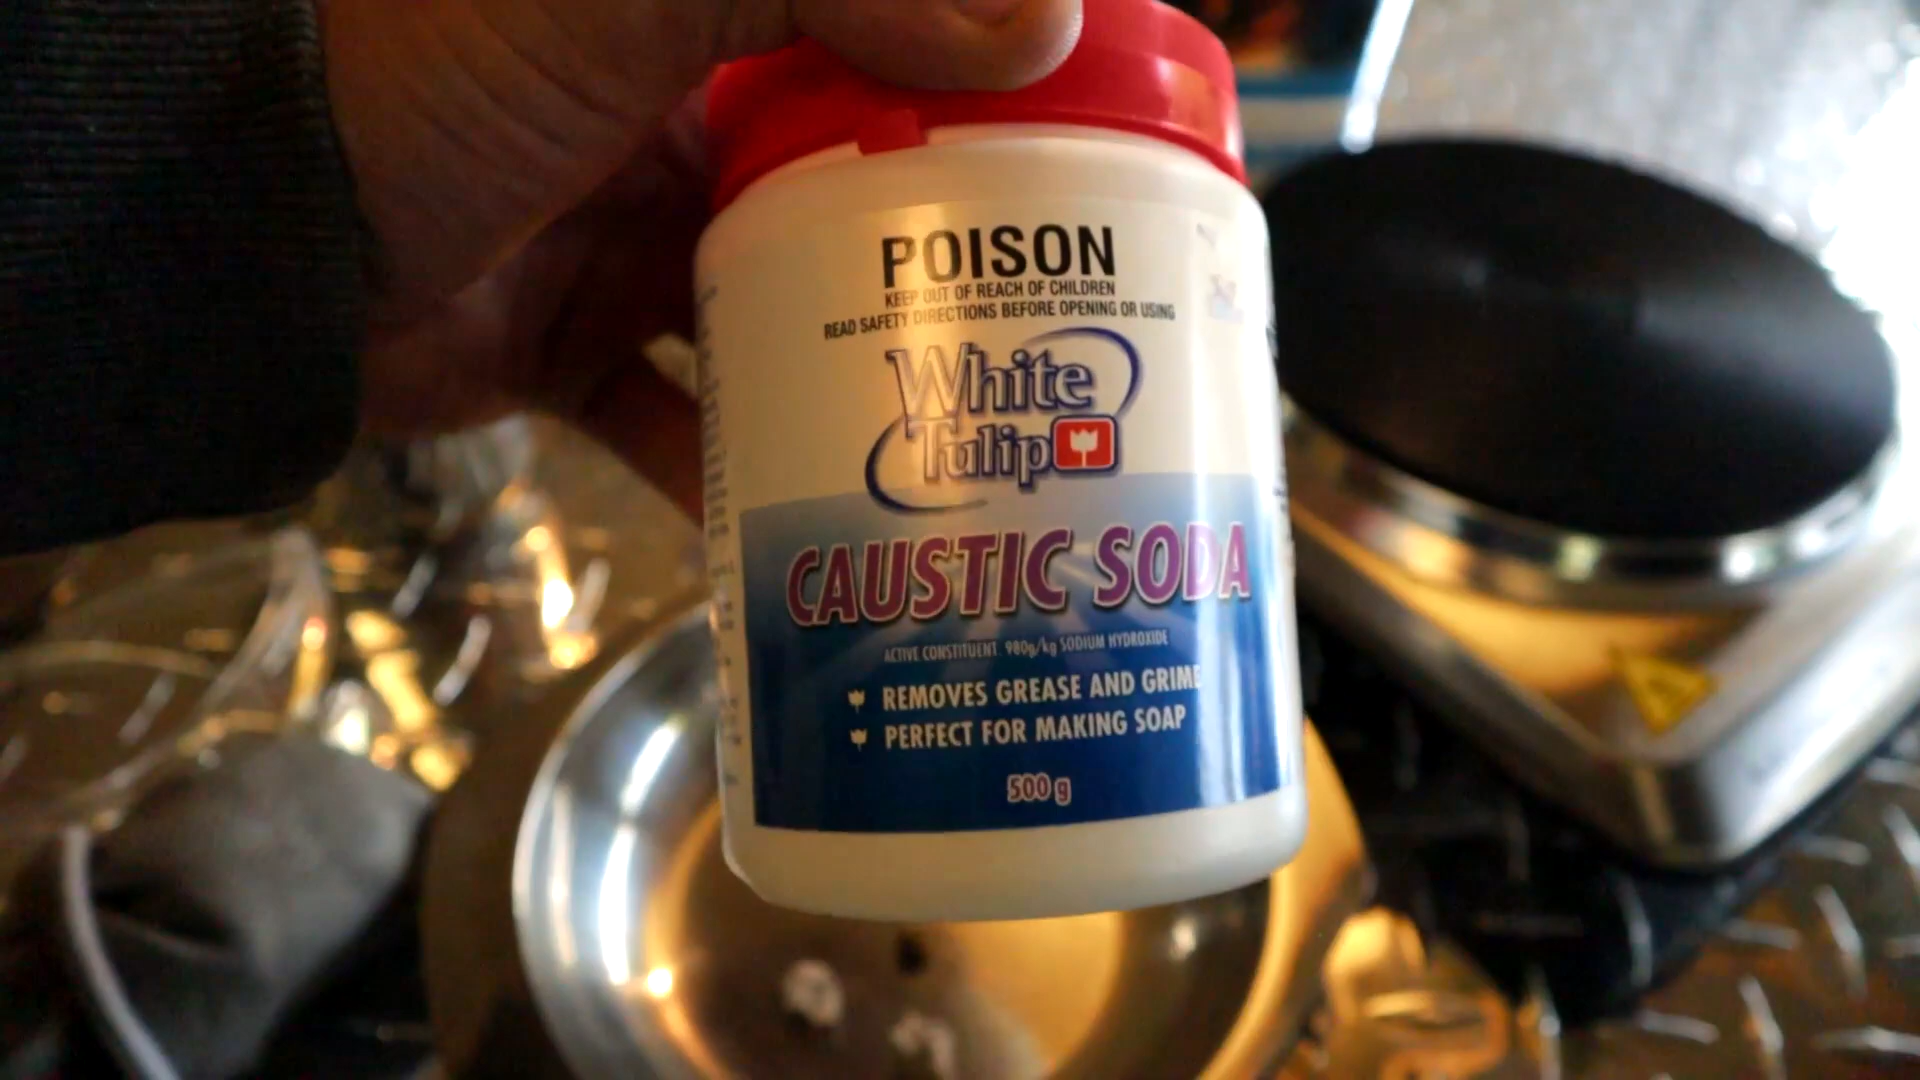 POISON
KEEP OUT OF REACH OF CHILDREN
READ SAFETY DIRECTIONS BEFORE OPENING OR USING
White
Tulip
CAUSTIC SODA
ACTIVE CONSTITUENT. 980g/kg SODIUM HYDROXIDE
REMOVES GREASE AND GRIME
PERFECT FOR MAKING SOAP
500 g